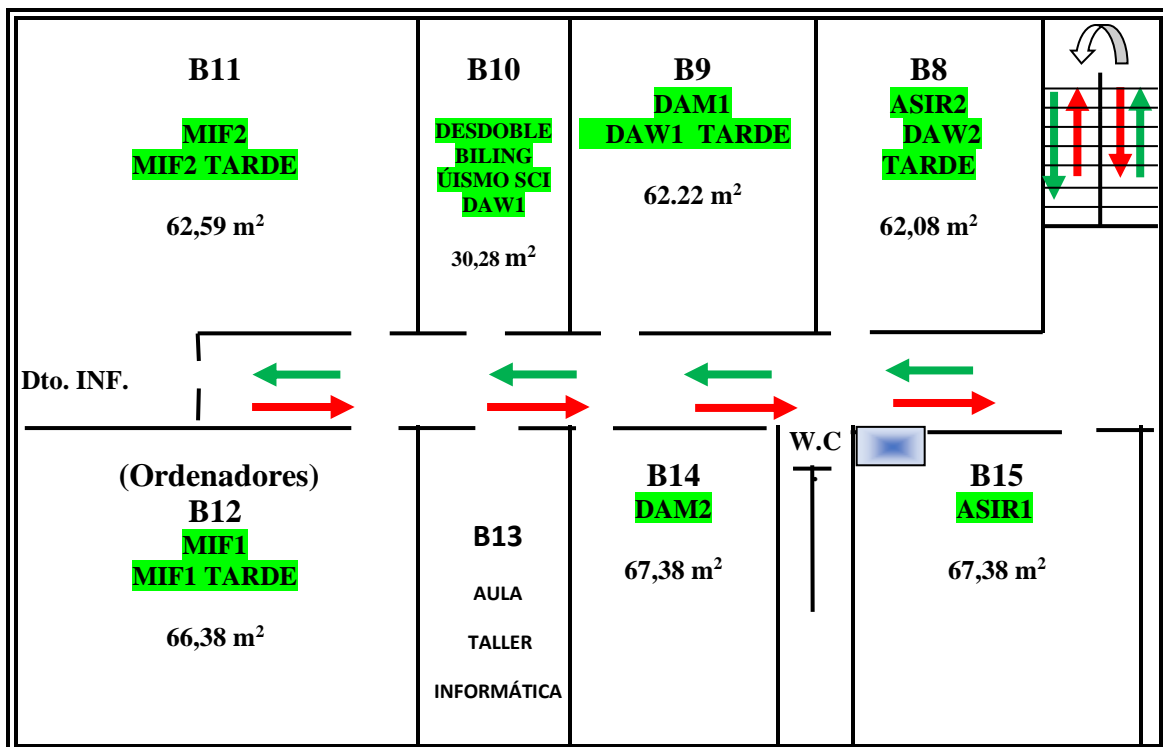 B11
MIF2
MIF2 TARDE
62,59 m²
B10
DESDOBLE
BILING
ÚISMO SCI
DAW1
30,28 m²
B9
DAM1
DAW1 TARDE
62.22 m²
B8
ASIR2
DAW2
TARDE
62,08 m²
Dto. INF.
(Ordenadores)
B12
MIF1
MIF1 TARDE
66,38 m²
B13
AULA
TALLER
INFORMÁTICA
B14
DAM2
67,38 m²
W.C
B15
ASIR1
67,38 m²